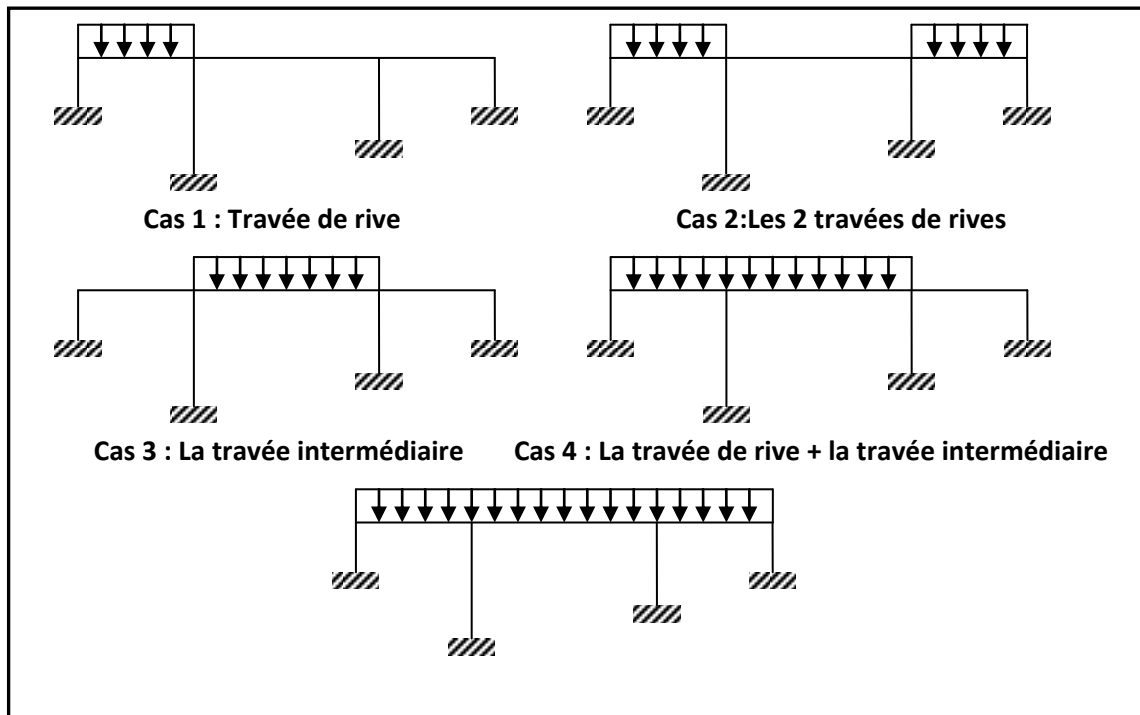 Cas 1 : Travée de rive
Cas 2:Les 2 travées de rives
Cas 3 : La travée intermédiaire
Cas 4 : La travée de rive + la travée intermédiaire